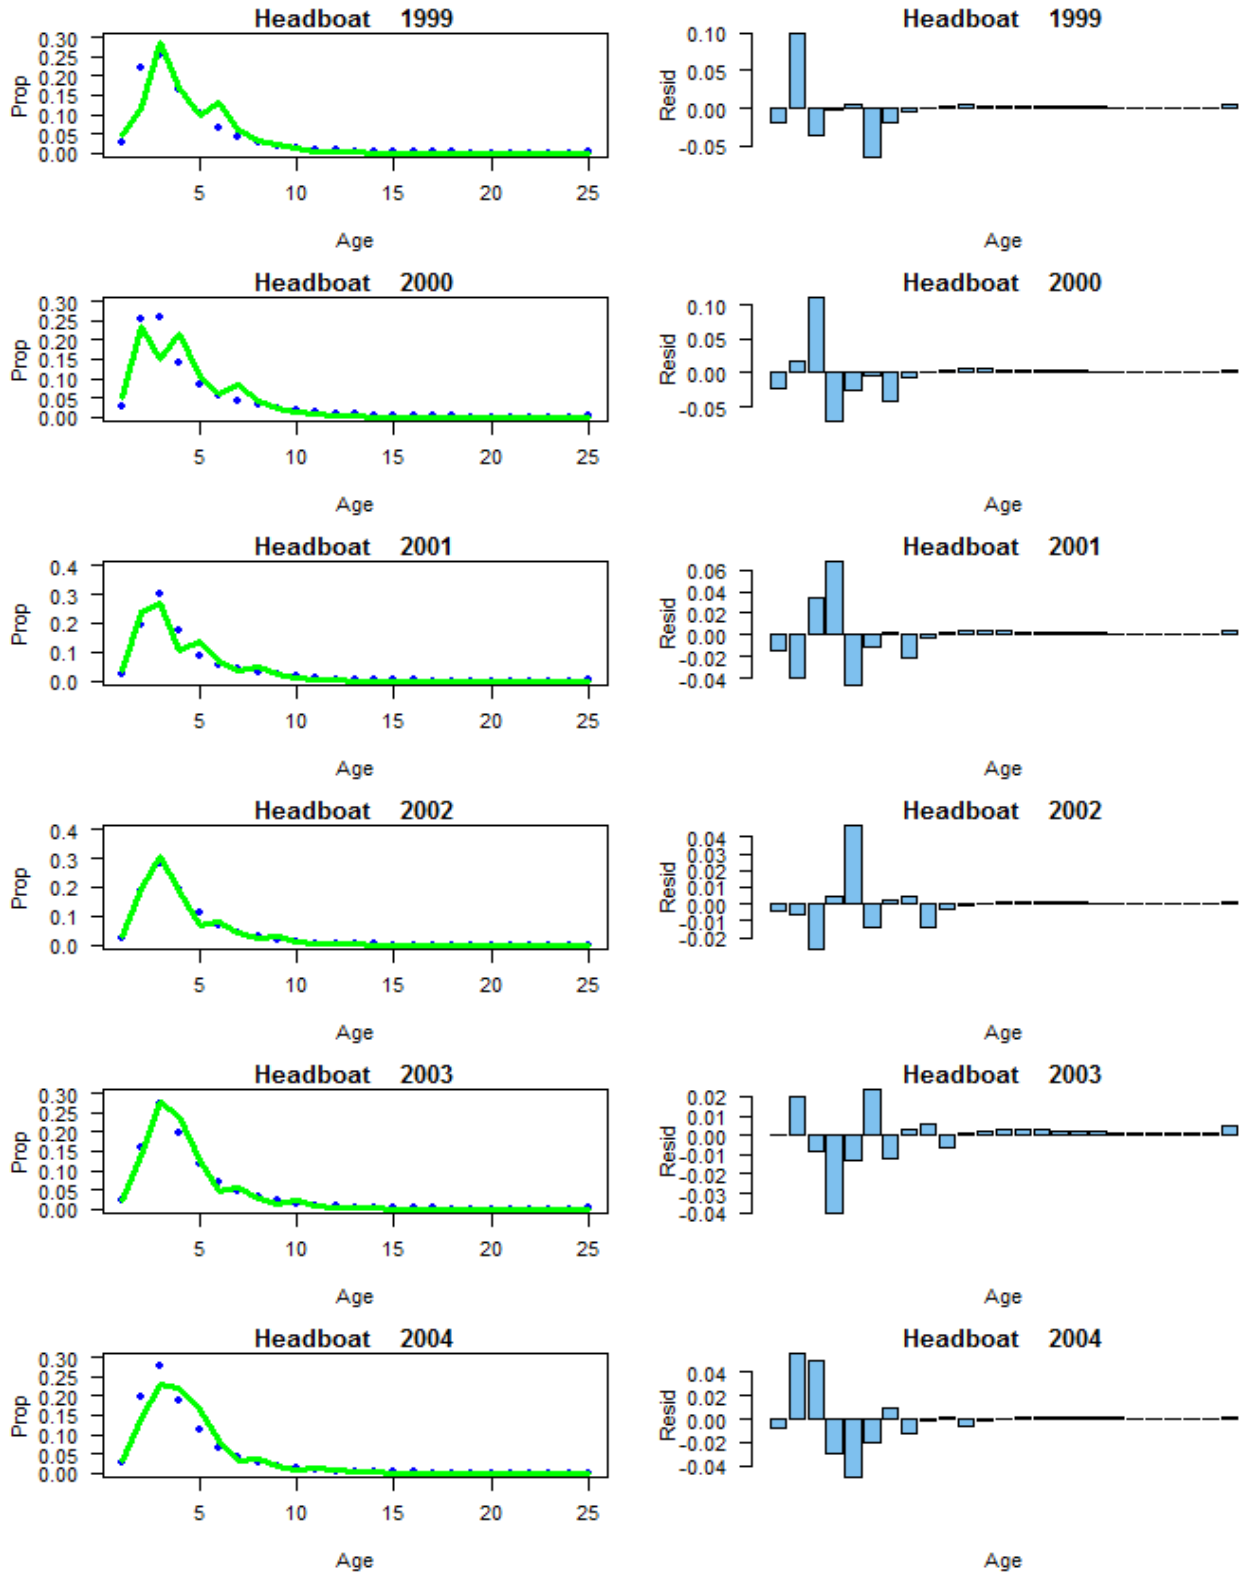 Headboat 1999
Prop
0.30
0.25
0.20
0.15
0.10
0.05
0.00
5 10 15 20 25
Age
Headboat 1999
Resid
0.10
0.05
0.00
-0.05
Age
Headboat 2000
Prop
0.30
0.25
0.20
0.15
0.10
0.05
0.00
5 10 15 20 25
Age
Headboat 2000
Resid
0.10
0.05
0.00
-0.05
Age
Headboat 2001
Prop
0.4
0.3
0.2
0.1
0.0
5 10 15 20 25
Age
Headboat 2001
Resid
0.06
0.04
0.02
0.00
-0.02
-0.04
Age
Headboat 2002
Prop
0.4
0.3
0.2
0.1
0.0
5 10 15 20 25
Age
Headboat 2002
Resid
0.04
0.03
0.02
0.01
0.00
-0.01
-0.02
Age
Headboat 2003
Prop
0.30
0.25
0.20
0.15
0.10
0.05
0.00
5 10 15 20 25
Age
Headboat 2003
Resid
0.02
0.01
0.00
-0.01
-0.02
-0.03
-0.04
Age
Headboat 2004
Prop
0.30
0.25
0.20
0.15
0.10
0.05
0.00
5 10 15 20 25
Age
Headboat 2004
Resid
0.04
0.02
0.00
-0.02
-0.04
Age